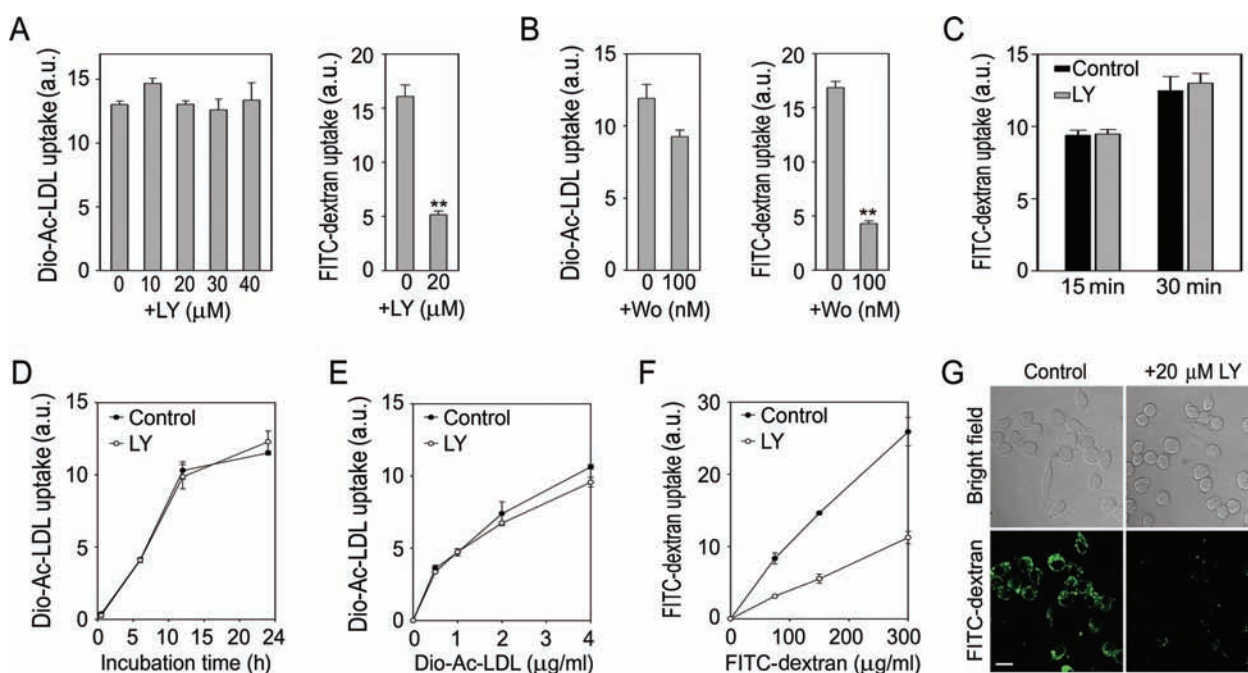 A
Dio-Ac-LDL uptake (a.u.)
15
10
5
0
0 10 20 30 40
+LY (μM)
FITC-dextran uptake (a.u.)
20
15
10
5
0
**
0 20
+LY (μM)
B
Dio-Ac-LDL uptake (a.u.)
15
10
5
0
0 100
+Wo (nM)
FITC-dextran uptake (a.u.)
20
15
10
5
0
**
0 100
+Wo (nM)
C
FITC-dextran uptake (a.u.)
15
10
5
0
Control
LY
15 min 30 min
D
Dio-Ac-LDL uptake (a.u.)
15
10
5
0
Control
LY
0 6 12 18 24
Incubation time (h)
E
Dio-Ac-LDL uptake (a.u.)
15
10
5
0
Control
LY
0 1 2 3 4
Dio-Ac-LDL (μg/ml)
F
FITC-dextran uptake (a.u.)
30
20
10
0
Control
LY
0 100 200 300
FITC-dextran (μg/ml)
G
Control +20 μM LY
Bright field
FITC-dextran